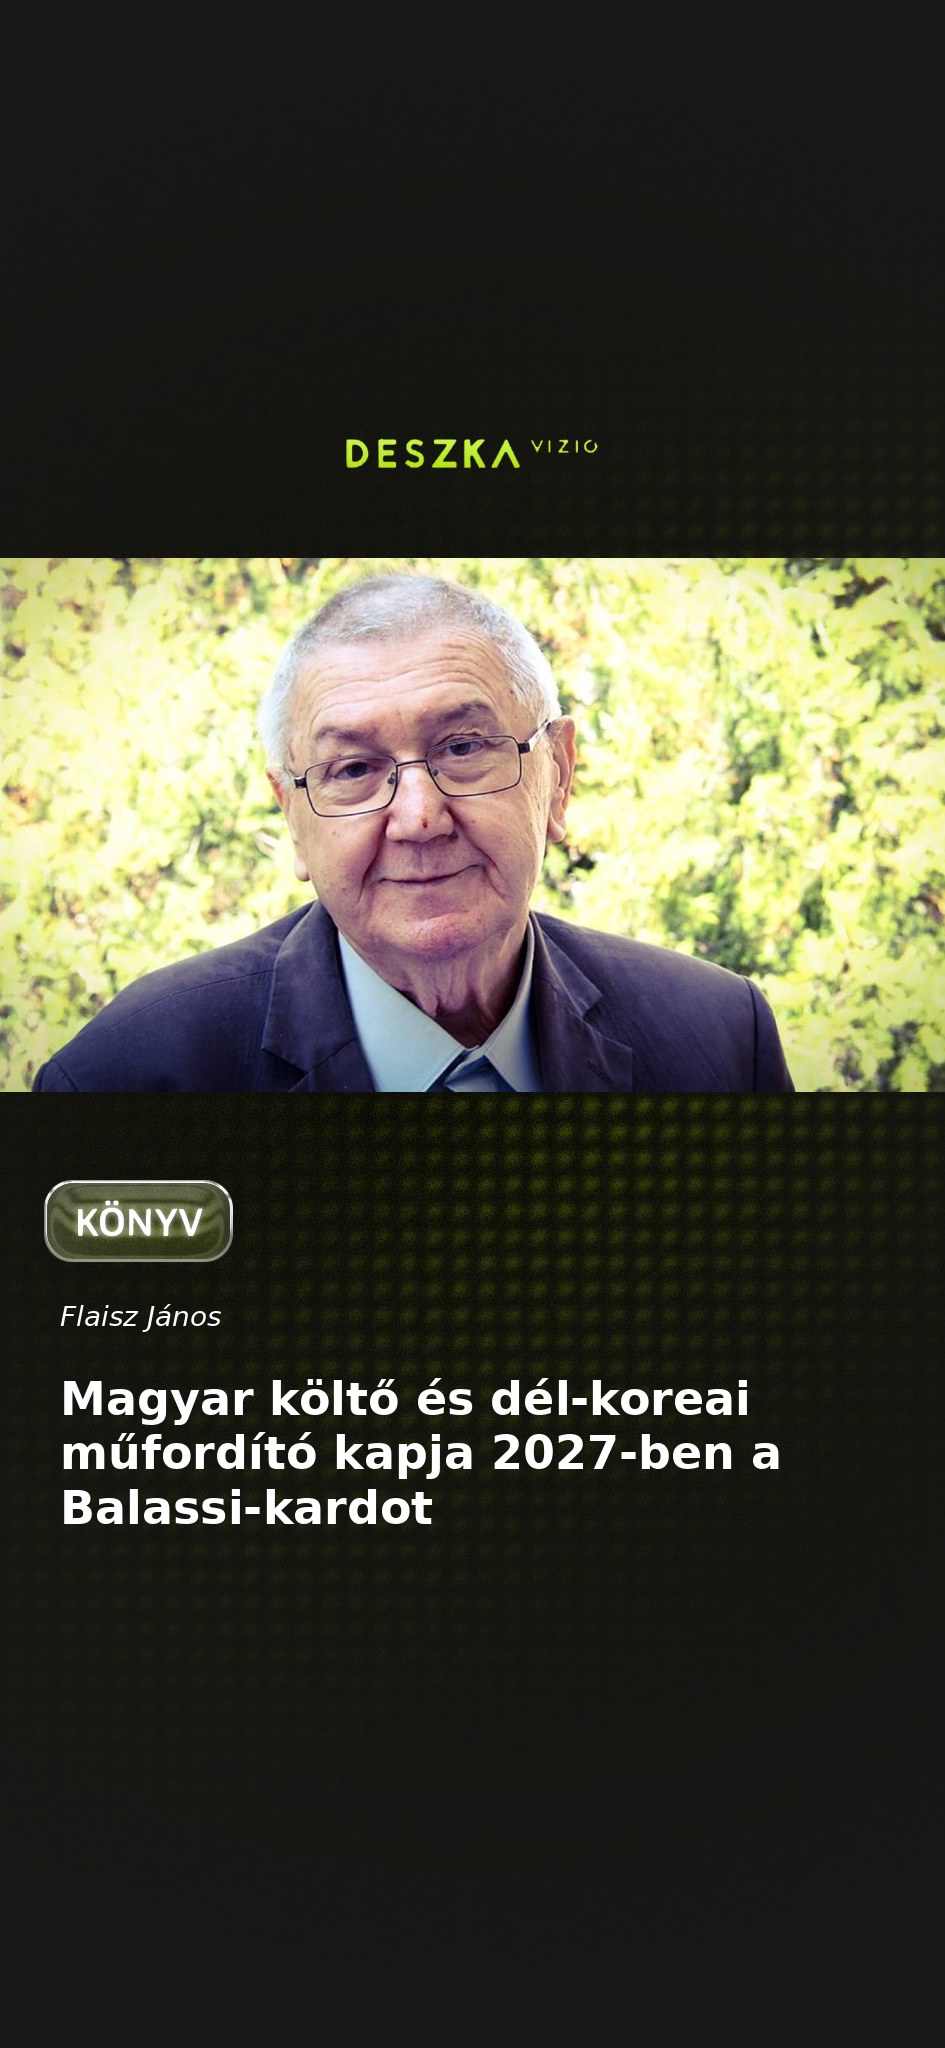 DESZKA VIZIO
KÖNYV
Flaisz János
Magyar költő és dél-koreai
műfordító kapja 2027-ben a
Balassi-kardot